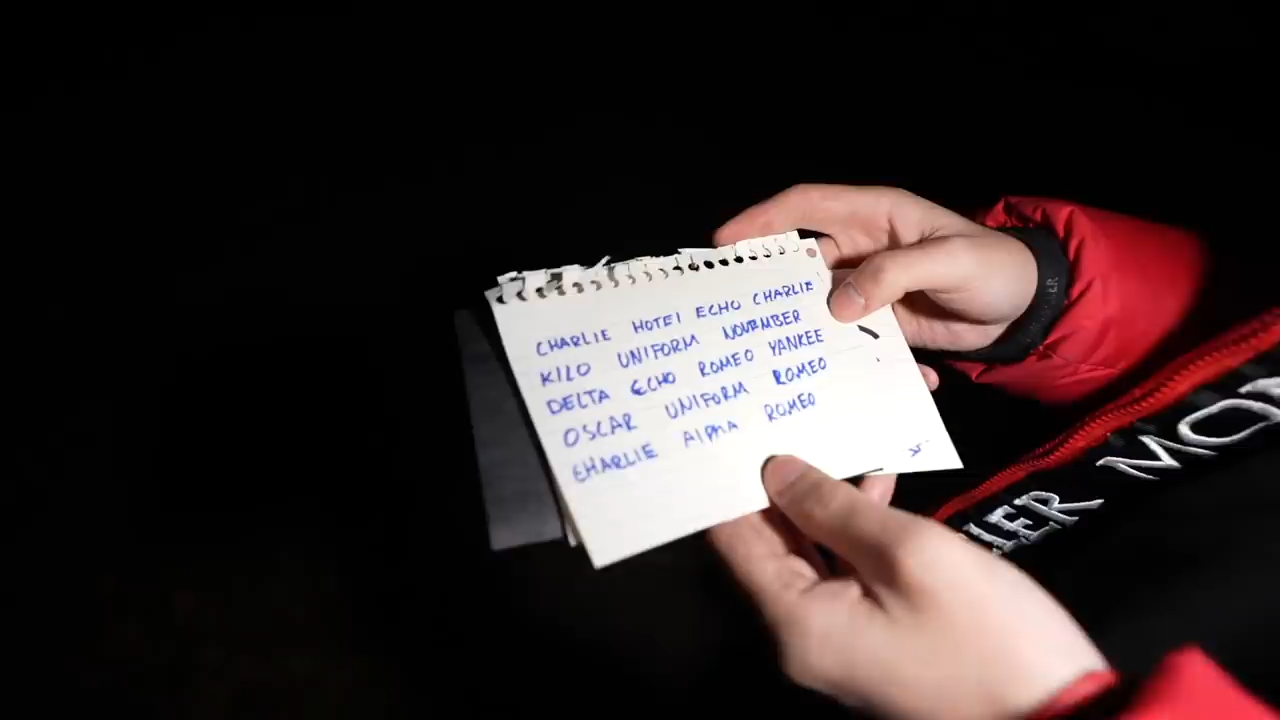 CHARLIE HOTEl ECHO CHARLIE
KILO UNIFORM NOVEMBER
DELTA ECHO ROMEO YANKEE
OSCAR UNIFORM ROMEO
CHARLIE AlPHA ROMEO